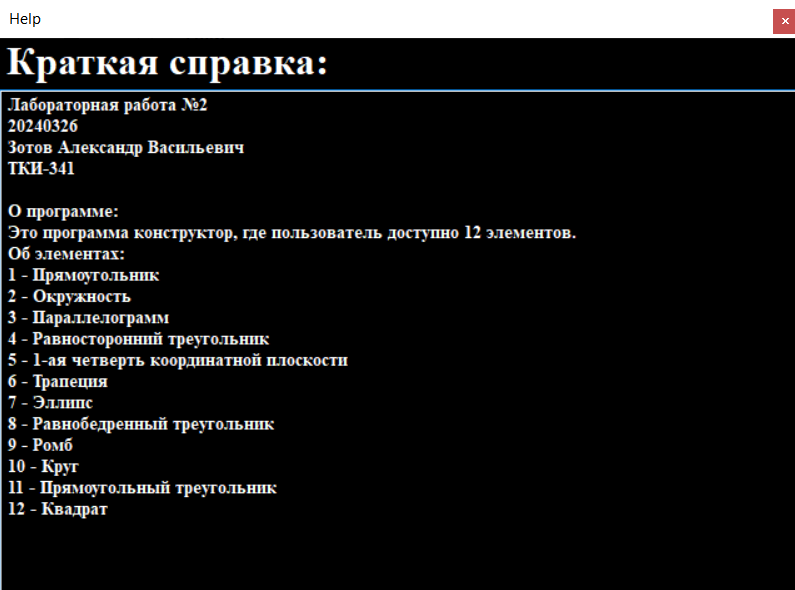 Help
Краткая справка:
Лабораторная работа №2
20240326
Зотов Александр Васильевич
ТКИ-341
О программе:
Это программа конструктор, где пользователь доступно 12 элементов.
Об элементах:
1 - Прямоугольник
2 - Окружность
3 - Параллелограмм
4 - Равносторонний треугольник
5 - 1-ая четверть координатной плоскости
6 - Трапеция
7 - Эллипс
8 - Равнобедренный треугольник
9 - Ромб
10 - Круг
11 - Прямоугольный треугольник
12 - Квадрат